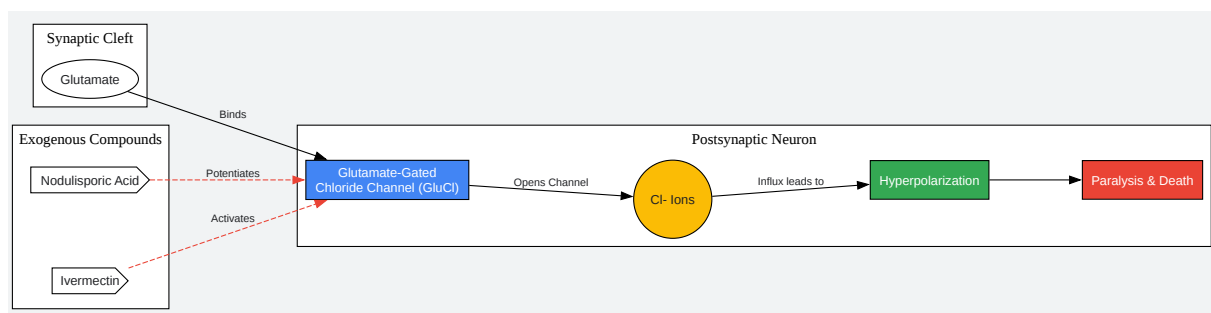 Synaptic Cleft
Glutamate
Binds
Exogenous Compounds
Nodulisporic Acid
Potentiates
Activates
Ivermectin
Postsynaptic Neuron
Glutamate-Gated
Chloride Channel (GluCl)
Opens Channel
Cl- Ions
Influx leads to
Hyperpolarization
Paralysis & Death